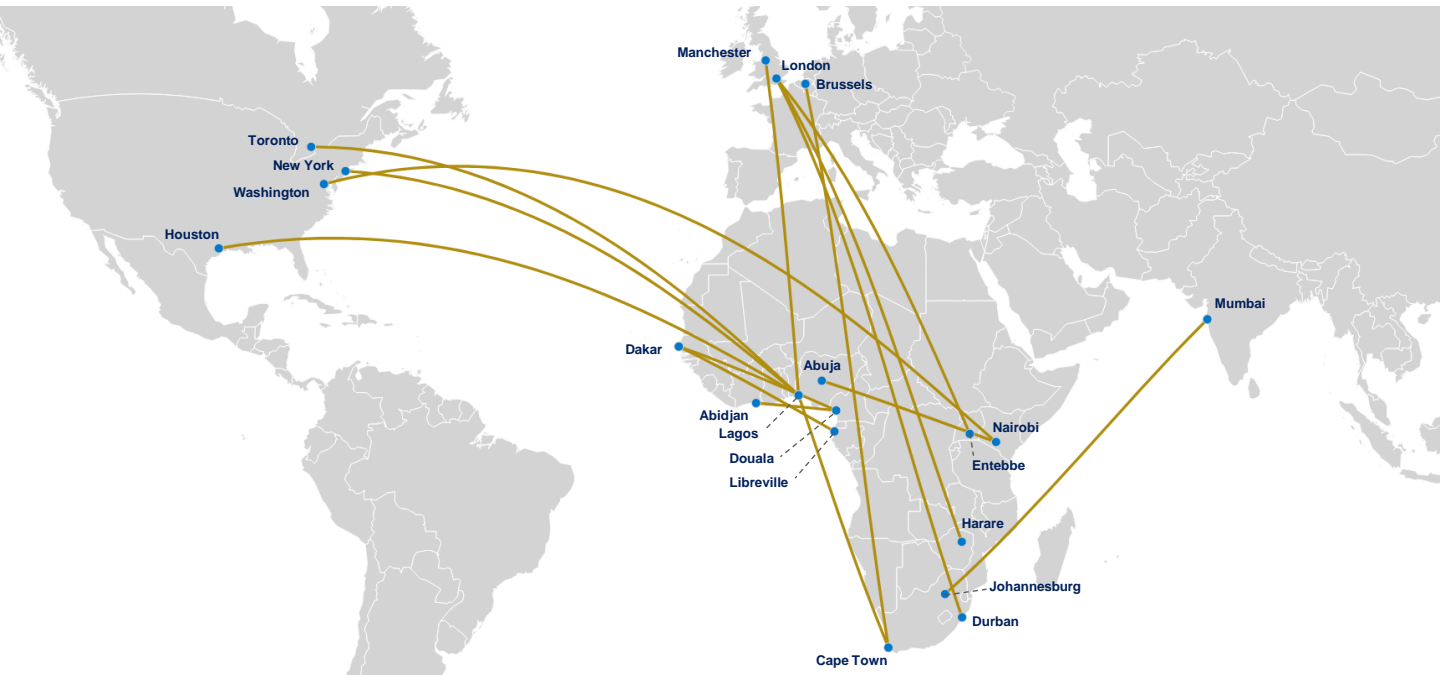 Manchester
London
Brussels
Toronto
New York
Washington
Houston
Mumbai
Dakar
Abuja
Abidjan
Lagos
Nairobi
Douala
Entebbe
Libreville
Harare
Johannesburg
Durban
Cape Town